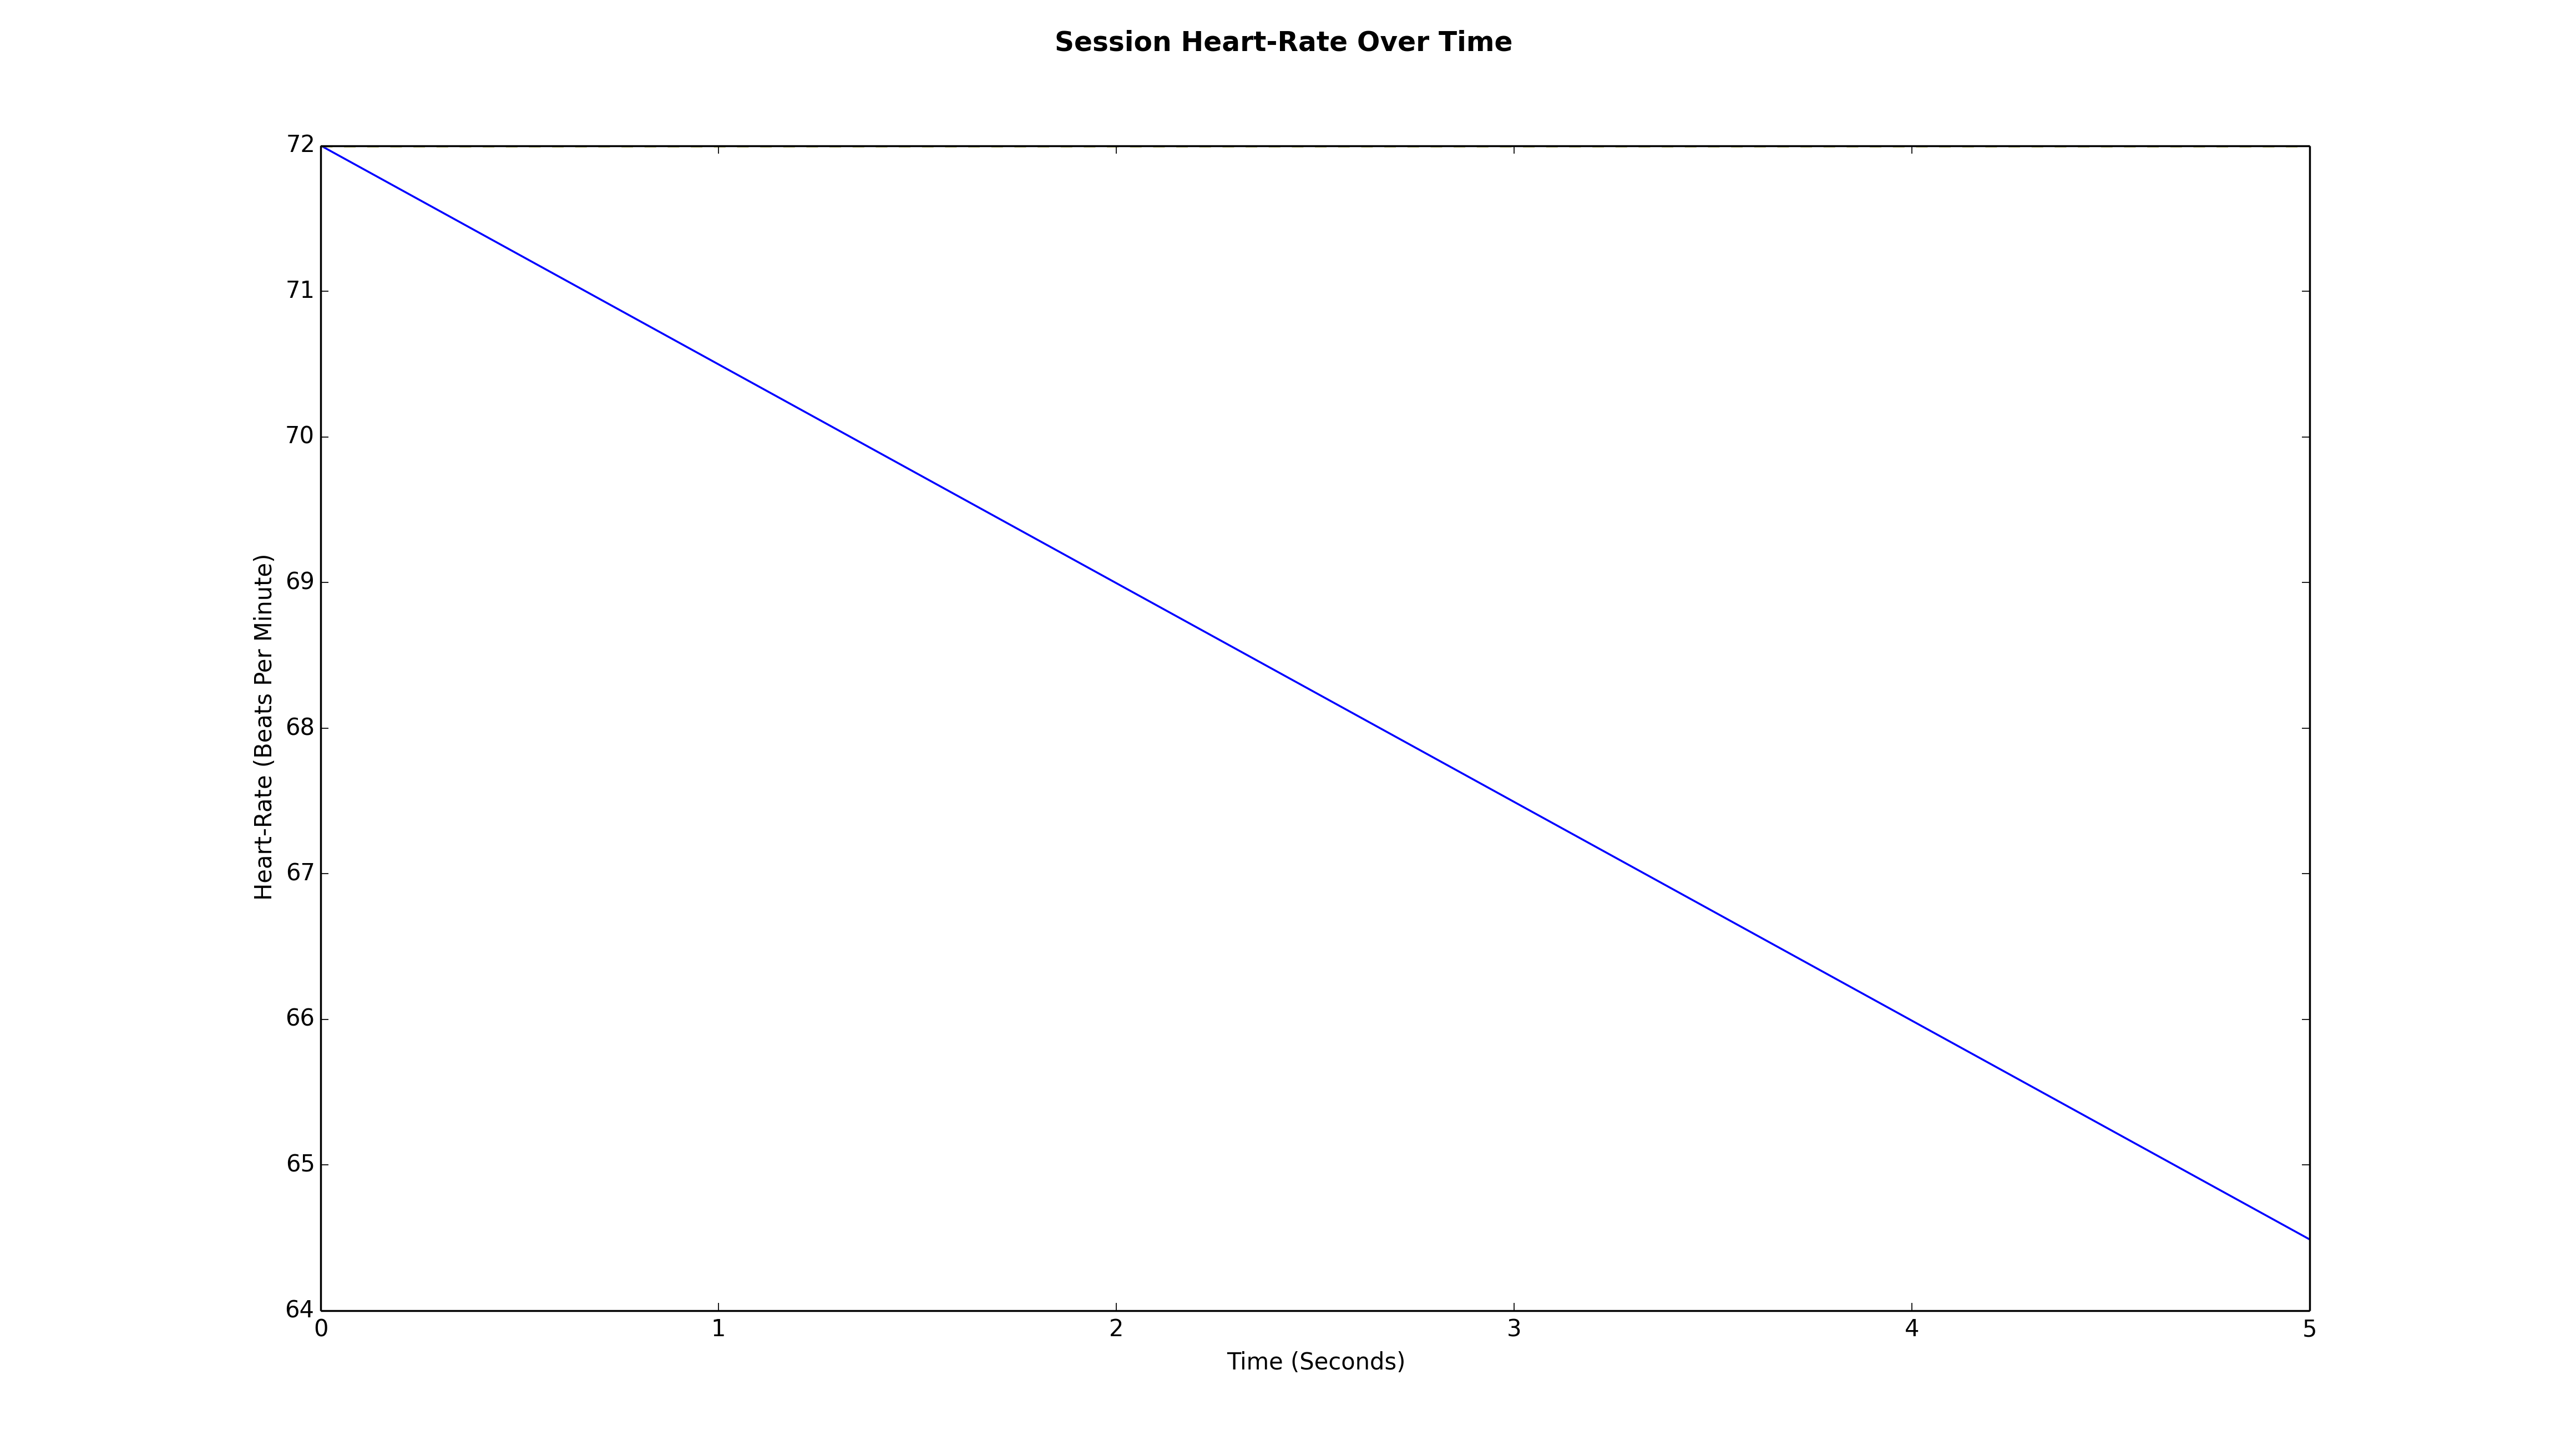 Session Heart-Rate Over Time
72
71
70
69
68
67
66
65
64
Heart-Rate (Beats Per Minute)
0 1 2 3 4 5
Time (Seconds)